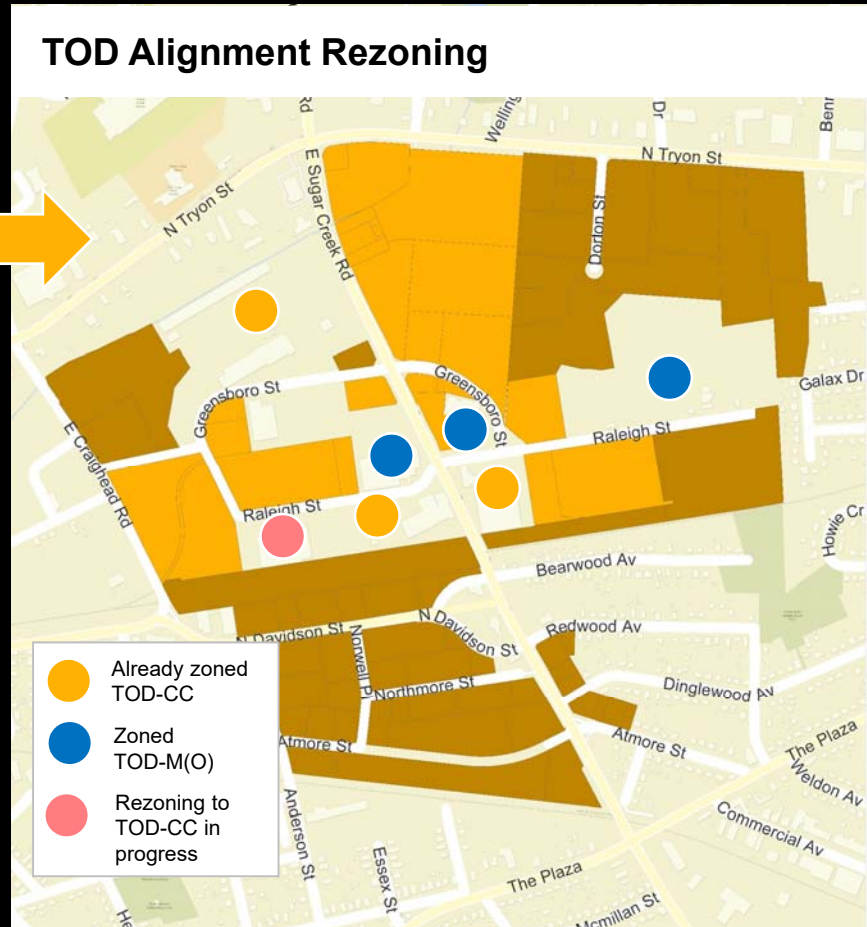 TOD Alignment Rezoning
Rd
Dr
N Tryon St
N Tryon St
E Sugar Creek Rd
Dorton St
Greensboro St
Greensboro St
Galax Dr
E Craighead Rd
Raleigh St
Raleigh St
Howie Cr
Bearwood Av
N Davidson St
N Davidson St
Redwood Av
Norwell Pl
Northmore St
Dinglewood Av
Atmore St
Atmore St
The Plaza
Weldon Av
Commercial Av
Anderson St
Essex St
The Plaza
Mcmillan St
Already zoned
TOD-CC
Zoned
TOD-M(O)
Rezoning to
TOD-CC in
progress